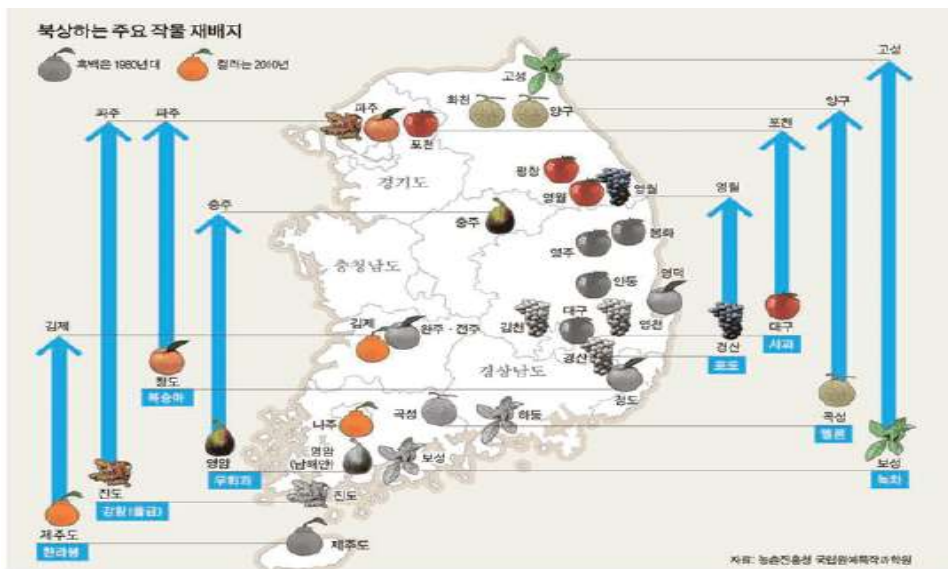 북상하는 주요 작물 재배지
흑백은 1980년대
컬러는 2010년
고성
고성
화천
양구
양구
파주
파주
파주
포천
포천
경기도
평창
영월
영월
영월
충주
충주
봉화
영주
충청남도
안동
영덕
김제
김제
완주·전주
김천
대구
영천
경산
경산
포도
대구
사과
경상남도
청도
청도
복숭아
나주
곡성
하동
곡성
멜론
영암
무화과
영암
(남해안)
보성
보성
녹차
진도
강황(울금)
진도
제주도
한라봉
제주도
자료: 농촌진흥청 국립원예특작과학원